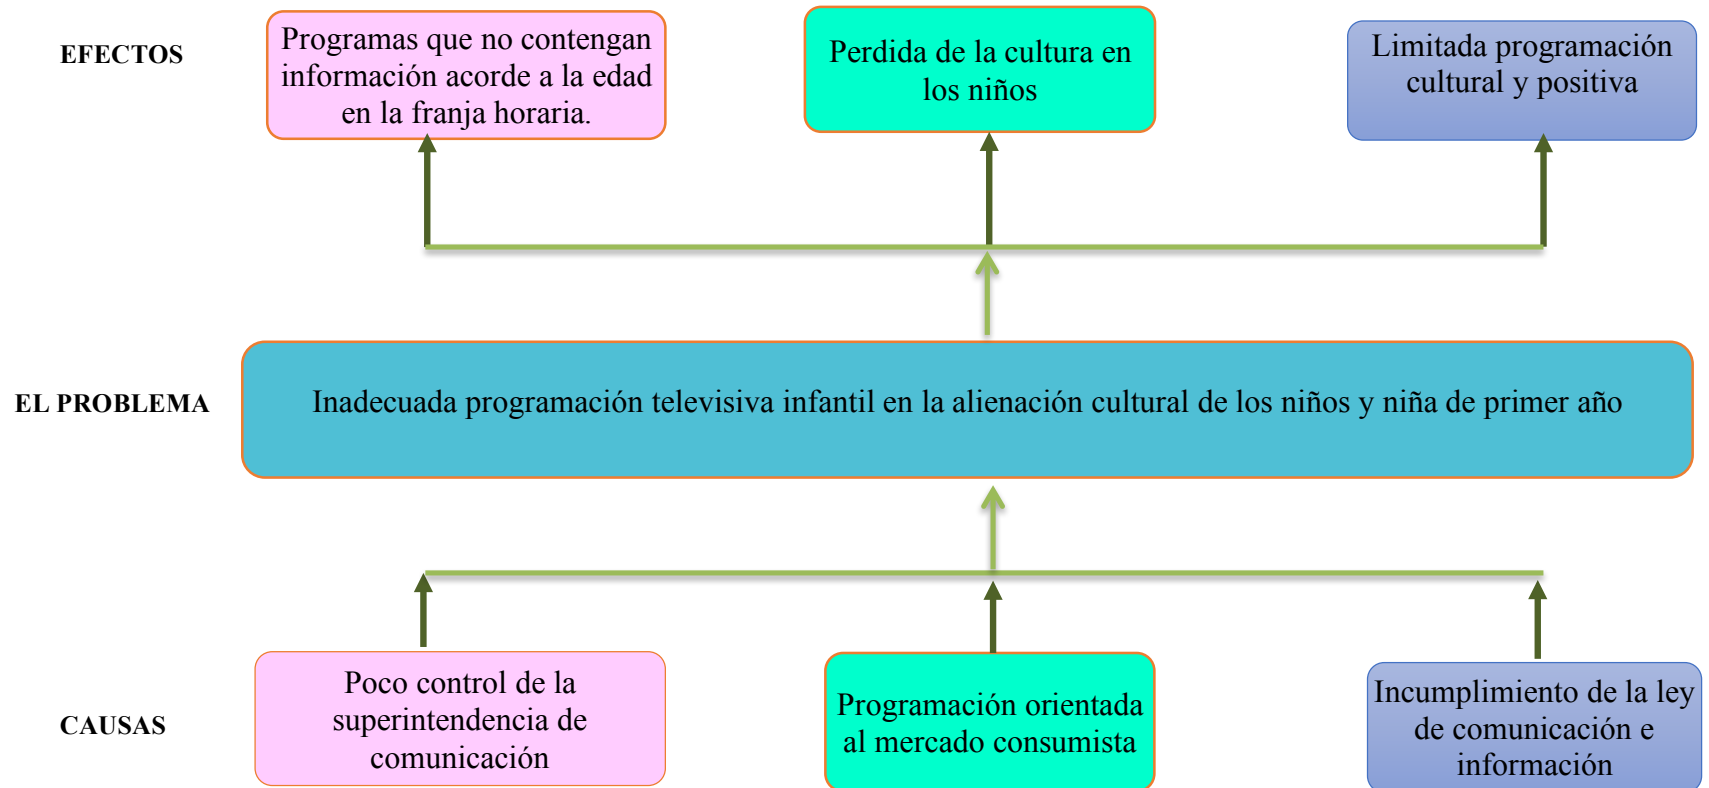 EFECTOS
Programas que no contengan
información acorde a la edad
en la franja horaria.
Perdida de la cultura en
los niños
Limitada programación
cultural y positiva
EL PROBLEMA
Inadecuada programación televisiva infantil en la alienación cultural de los niños y niña de primer año
CAUSAS
Poco control de la
superintendencia de
comunicación
Programación orientada
al mercado consumista
Incumplimiento de la ley
de comunicación e
información